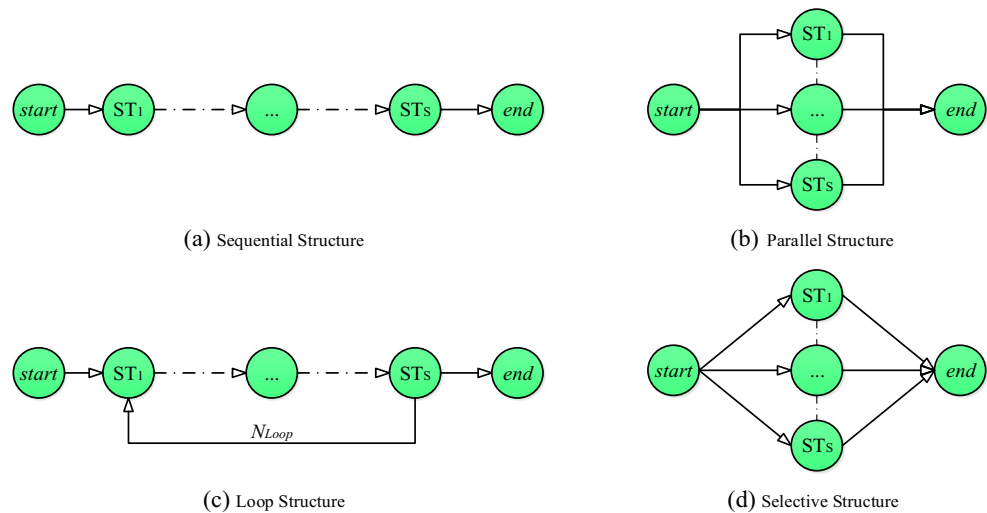 start ST1 ... STS end
(a) Sequential Structure
ST1
start ... end
STS
(b) Parallel Structure
start ST1 ... STS end
NLoop
(c) Loop Structure
ST1
start ... end
STS
(d) Selective Structure